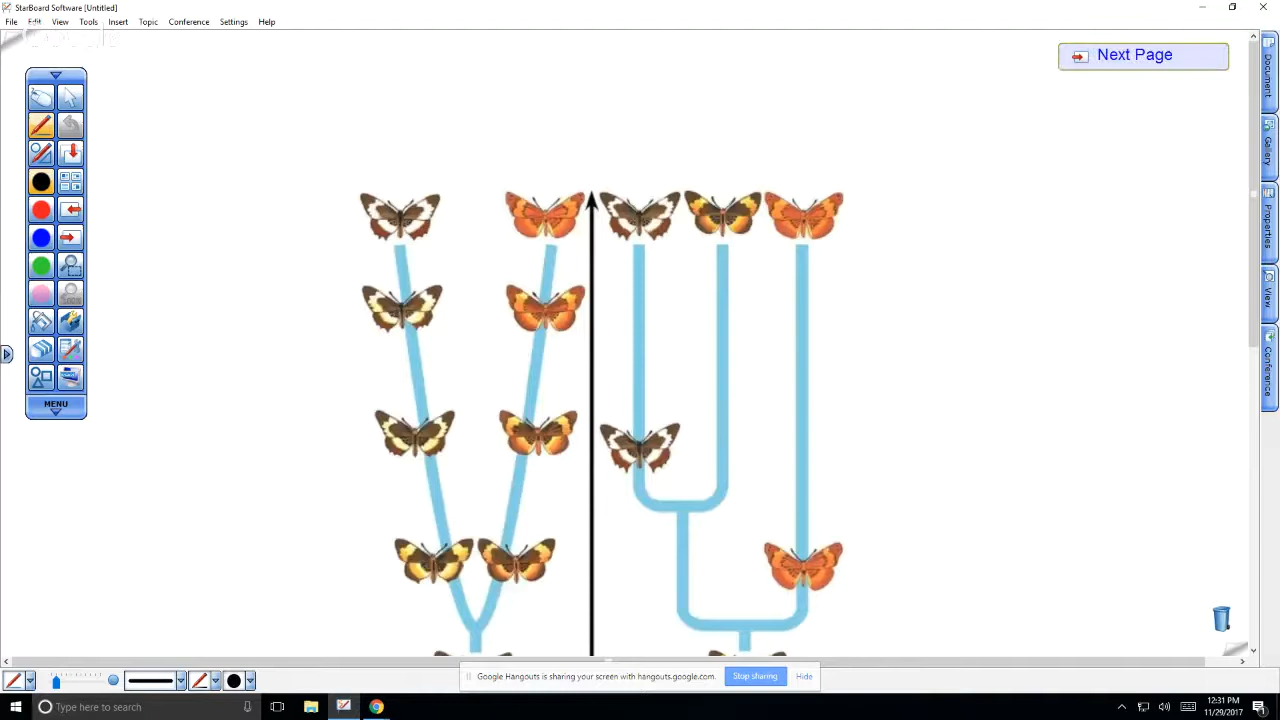 StarBoard Software [Untitled]
File Edit View Tools Insert Topic Conference Settings Help
Next Page
Document
Gallery
Properties
View
Conference
MENU
Google Hangouts is sharing your screen with hangouts.google.com.
Stop sharing
Hide
Type here to search
12:31 PM
11/29/2017